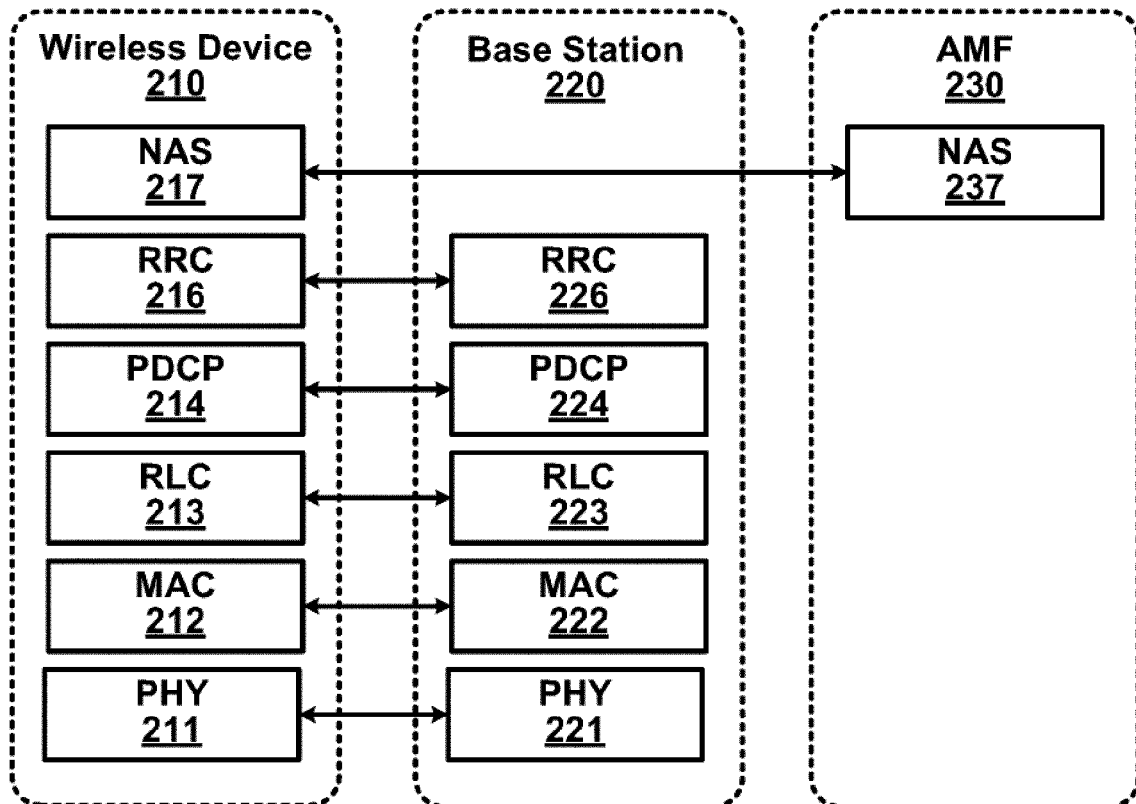 Wireless Device
210
NAS
217
RRC
216
PDCP
214
RLC
213
MAC
212
PHY
211
Base Station
220
RRC
226
PDCP
224
RLC
223
MAC
222
PHY
221
AMF
230
NAS
237